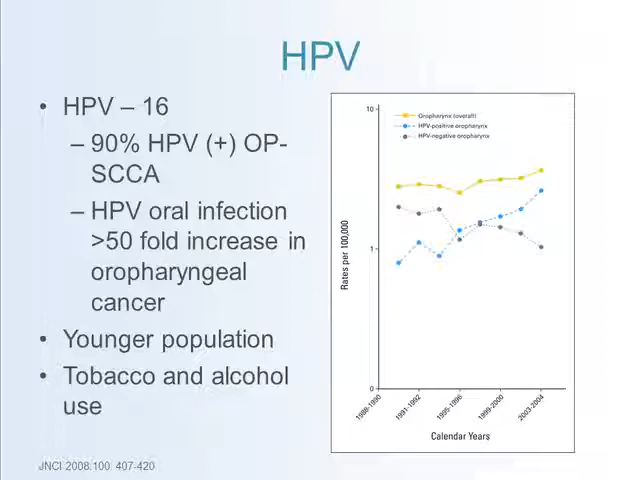 HPV
• HPV – 16
– 90% HPV (+) OP-
SCCA
– HPV oral infection
>50 fold increase in
oropharyngeal
cancer
• Younger population
• Tobacco and alcohol
use
JNCI 2008.100 407-420
10
Oropharynx (overall)
HPV-positive oropharynx
HPV-negative oropharynx
Rates per 100,000
1
0
1988-1990
1991-1992
1995-1996
1999-2000
2003-2004
Calendar Years